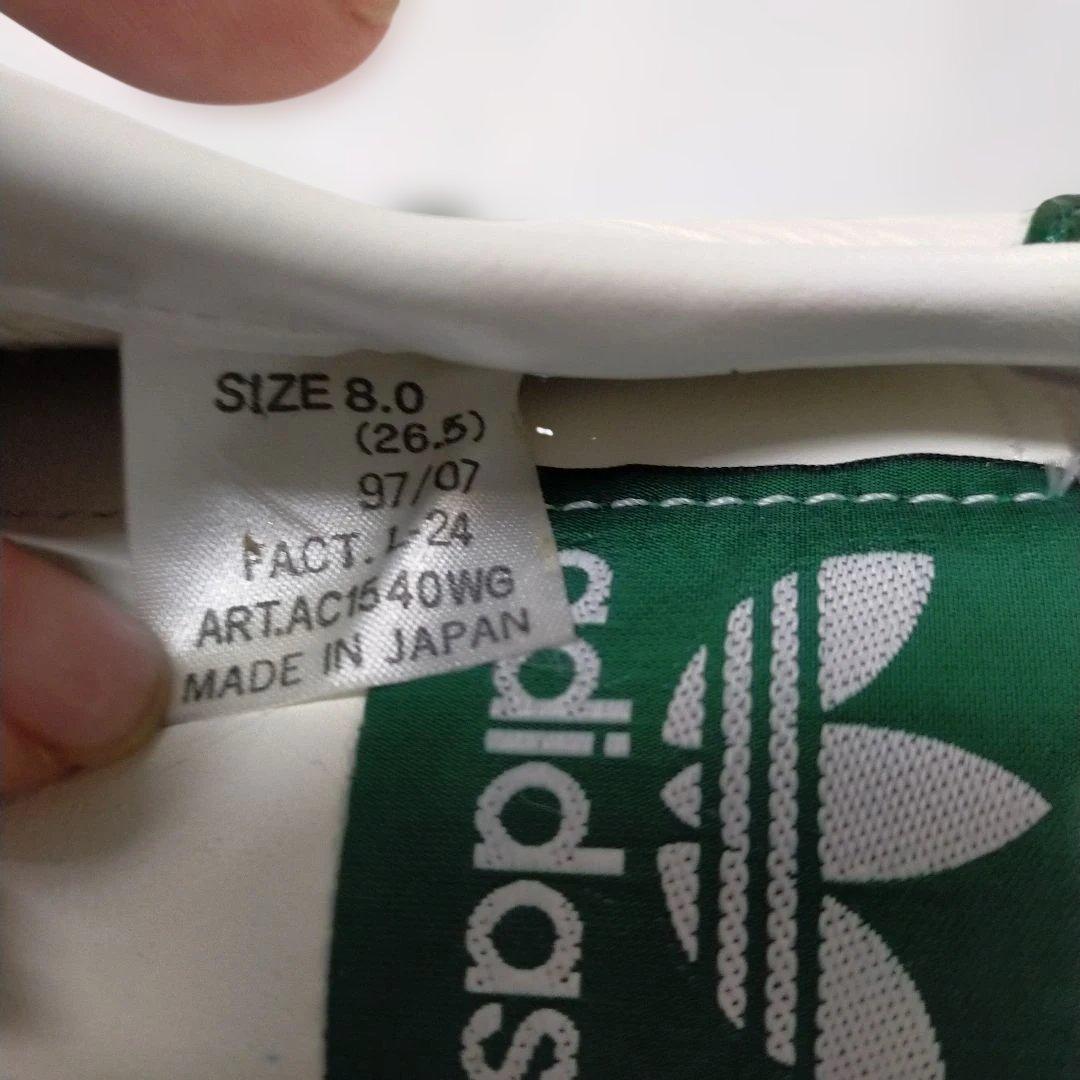 SIZE 8.0
(26.5)
97/07
FACT. L-24
ART.AC1540WG
MADE IN JAPAN
adidas